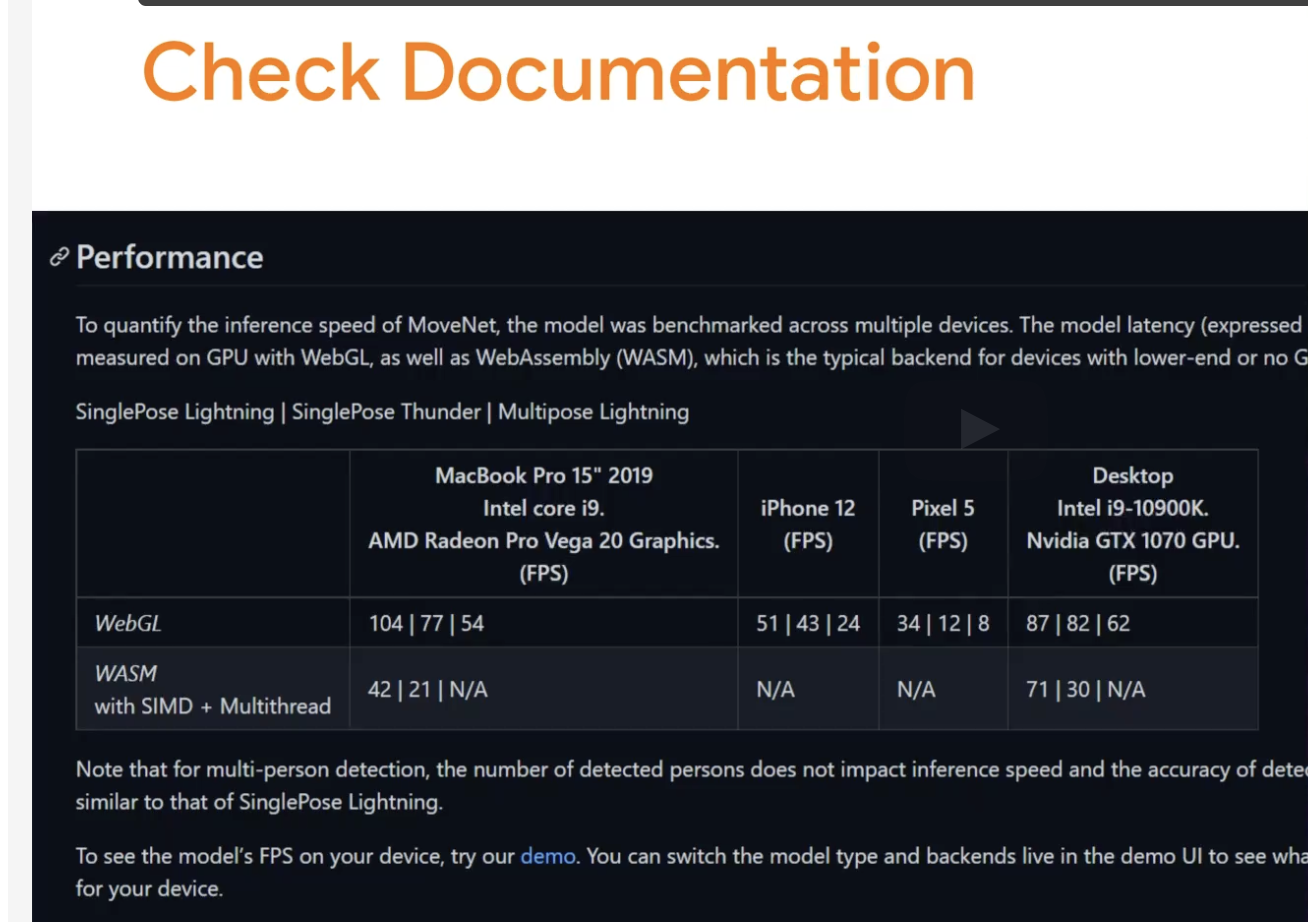 Check Documentation
Performance
To quantify the inference speed of MoveNet, the model was benchmarked across multiple devices. The model latency (expressed
measured on GPU with WebGL, as well as WebAssembly (WASM), which is the typical backend for devices with lower-end or no G
SinglePose Lightning | SinglePose Thunder | Multipose Lightning
MacBook Pro 15" 2019
Intel core i9.
AMD Radeon Pro Vega 20 Graphics.
(FPS)
iPhone 12
(FPS)
Pixel 5
(FPS)
Desktop
Intel i9-10900K.
Nvidia GTX 1070 GPU.
(FPS)
WebGL
104 | 77 | 54
51 | 43 | 24
34 | 12 | 8
87 | 82 | 62
WASM
with SIMD + Multithread
42 | 21 | N/A
N/A
N/A
71 | 30 | N/A
Note that for multi-person detection, the number of detected persons does not impact inference speed and the accuracy of detec
similar to that of SinglePose Lightning.
To see the model's FPS on your device, try our demo. You can switch the model type and backends live in the demo UI to see wha
for your device.